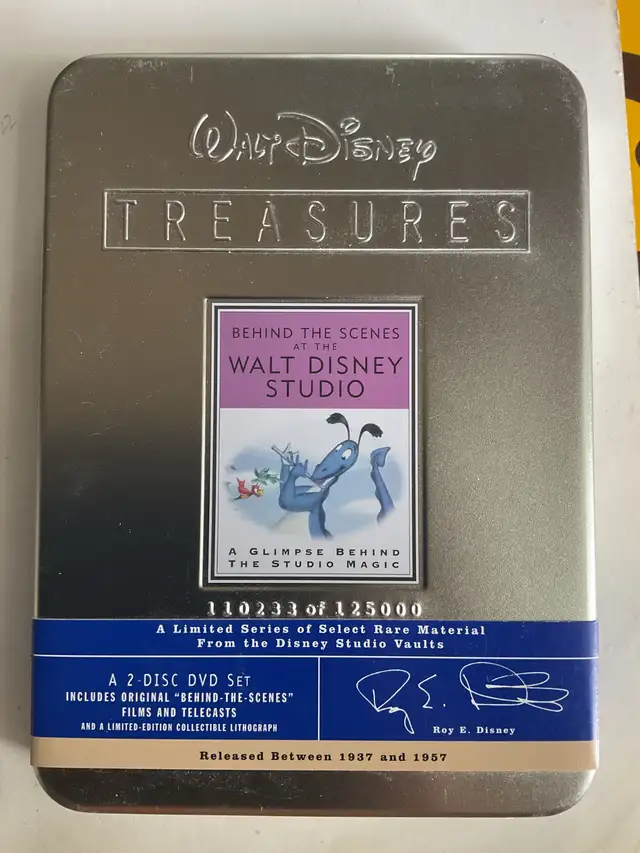 WALT DISNEY
TREASURES
BEHIND THE SCENES
AT THE
WALT DISNEY
STUDIO
A GLIMPSE BEHIND
THE STUDIO MAGIC
110233 of 125000
A Limited Series of Select Rare Material
From the Disney Studio Vaults
A 2-DISC DVD SET
INCLUDES ORIGINAL "BEHIND-THE-SCENES"
FILMS AND TELECASTS
AND A LIMITED-EDITION COLLECTIBLE LITHOGRAPH
Roy E. Disney
Roy E. Disney
Released Between 1937 and 1957